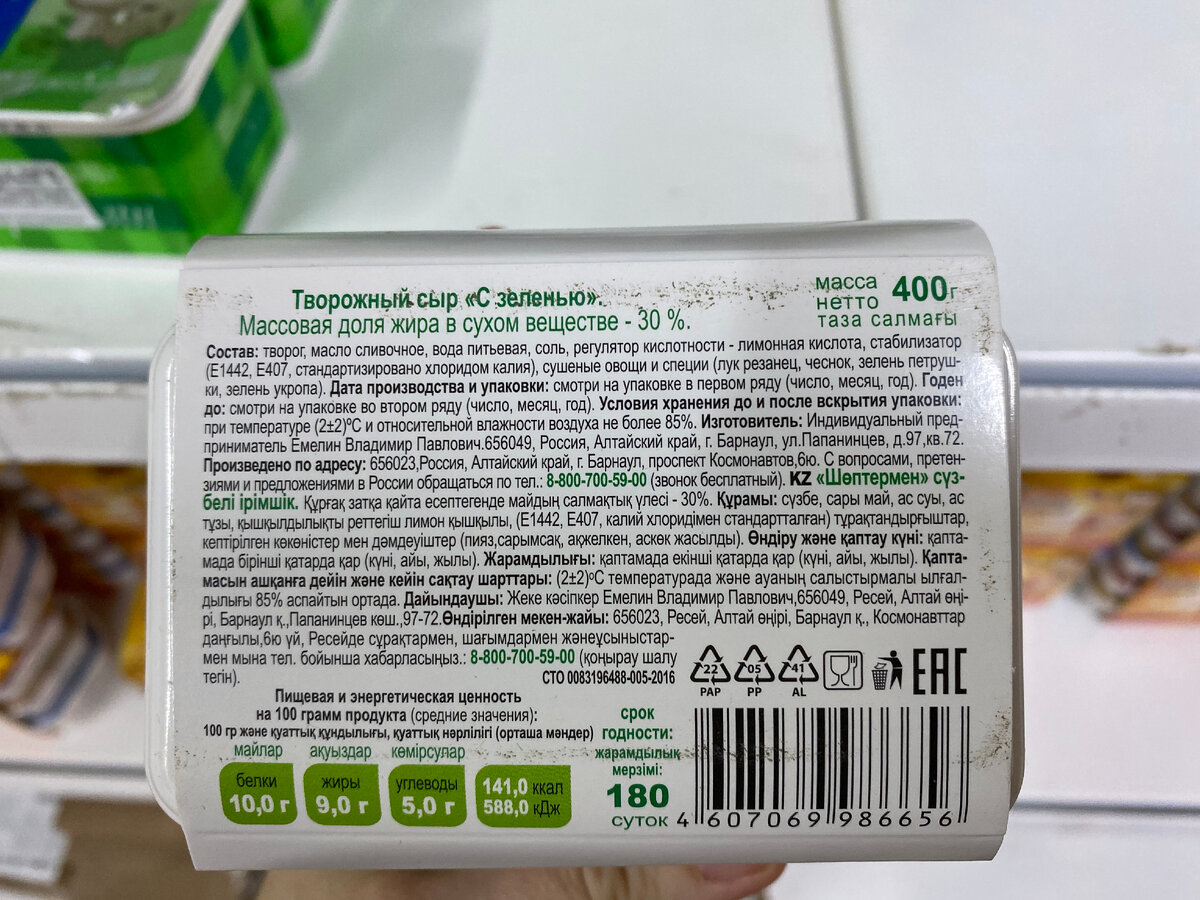 Творожный сыр «С зеленью».
Массовая доля жира в сухом веществе - 30 %.
масса
нетто 400г
таза салмағы
Состав: творог, масло сливочное, вода питьевая, соль, регулятор кислотности - лимонная кислота, стабилизатор
(Е1442, Е407, стандартизировано хлоридом калия), сушеные овощи и специи (лук резанец, чеснок, зелень петруш-
ки, зелень укропа). Дата производства и упаковки: смотри на упаковке в первом ряду (число, месяц, год). Годен
до: смотри на упаковке во втором ряду (число, месяц, год). Условия хранения до и после вскрытия упаковки:
при температуре (2±2)ºС и относительной влажности воздуха не более 85%. Изготовитель: Индивидуальный пред-
приниматель Емелин Владимир Павлович.656049, Россия, Алтайский край, г. Барнаул, ул.Папанинцев, д.97,кв.72.
Произведено по адресу: 656023,Россия, Алтайский край, г. Барнаул, проспект Космонавтов,6ю. С вопросами, претен-
зиями и предложениями в России обращаться по тел.: 8-800-700-59-00 (звонок бесплатный). KZ «Шөптермен» сүз-
белі ірімшік. Құрғақ затқа қайта есептегенде майдың салмақтық үлесі - 30%. Құрамы: сүзбе, сары май, ас суы, ас
тұзы, қышқылдылықты реттегіш лимон қышқылы, (Е1442, Е407, калий хлоридімен стандартталған) тұрақтандырғыштар,
кептірілген көкөністер мен дәмдеуіштер (пияз,сарымсақ, ақжелкен, аскөк жасылды). Өндіру және қаптау күні: қапта-
мада бірінші қатарда қар (күні, айы, жылы). Жарамдылығы: қаптамада екінші қатарда қар (күні, айы, жылы). Қапта-
масын ашқанға дейін және кейін сақтау шарттары: (2±2)ºС температурада және ауаның салыстырмалы ылғал-
дылығы 85% аспайтын ортада. Дайындаушы: Жеке кәсіпкер Емелин Владимир Павлович,656049, Ресей, Алтай өңі-
рі, Барнаул қ.,Папанинцев көш.,97-72.Өндірілген мекен-жайы: 656023, Ресей, Алтай өңірі, Барнаул қ., Космонавттар
даңғылы,6ю үй, Ресейде сұрақтармен, шағымдармен жәнеұсыныстар-
мен мына тел. бойынша хабарласыңыз.: 8-800-700-59-00 (қоңырау шалу
тегін).
СТО 0083196488-005-2016
22 05 41
PAP PP AL
EAC
Пищевая и энергетическая ценность
на 100 грамм продукта (средние значения):
100 гр және қуаттық құндылығы, қуаттық нәрлілігі (орташа мәндер)
майлар ақуыздар көмірсулар
белки
10,0 г
жиры
9,0 г
углеводы
5,0 г
141,0 ккал
588,0 кДж
срок
годности:
жарамдылық
мерзімі:
180
суток
4 607069 986656